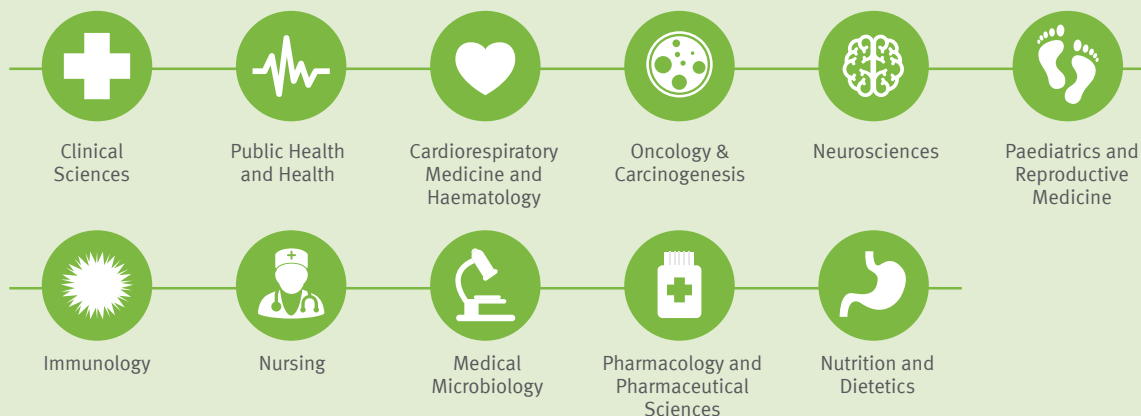 Clinical
Sciences
Public Health
and Health
Cardiorespiratory
Medicine and
Haematology
Oncology &
Carcinogenesis
Neurosciences
Paediatrics and
Reproductive
Medicine
Immunology
Nursing
Medical
Microbiology
Pharmacology and
Pharmaceutical
Sciences
Nutrition and
Dietetics